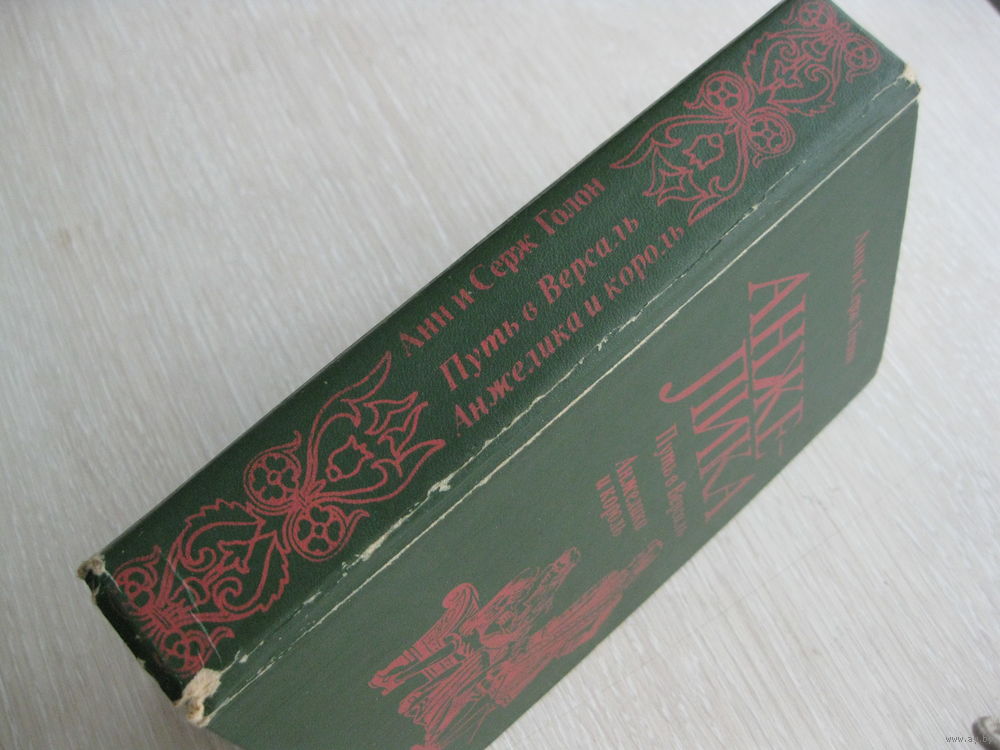 Анн и Серж Голон
Путь в Версаль
Анжелика и король
Анн и Серж Голон
АНЖЕ-
ЛИКА
Путь в Версаль
Анжелика
и король